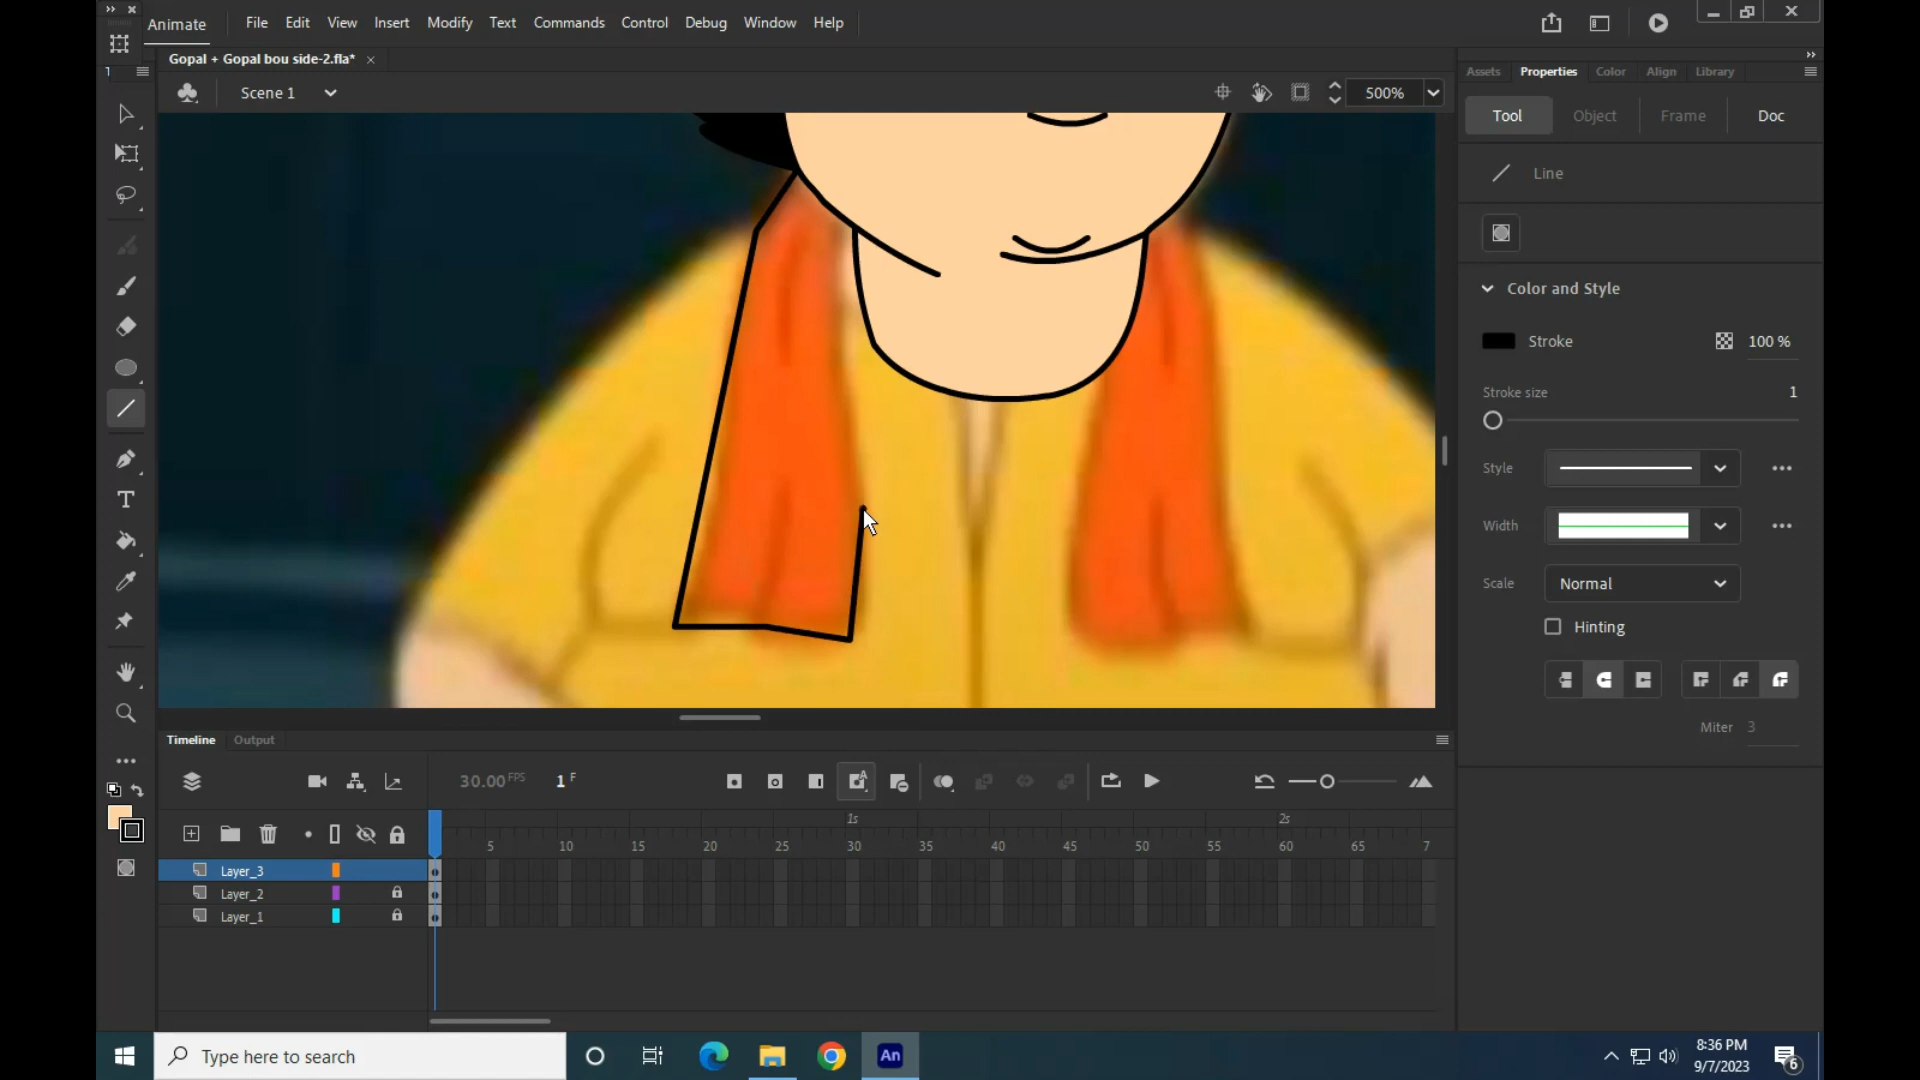 Animate File Edit View Insert Modify Text Commands Control Debug Window Help
Gopal + Gopal bou side-2.fla*
Scene 1 500%
Assets Properties Color Align Library
Tool Object Frame Doc
Line
Color and Style
Stroke 100 %
Stroke size 1
Style
Width
Scale Normal
Hinting
Miter 3
Timeline Output
30.00 FPS 1 F
1s 2s
5 10 15 20 25 30 35 40 45 50 55 60 65 7
Layer_3
Layer_2
Layer_1
Type here to search An
8:36 PM
9/7/2023
6